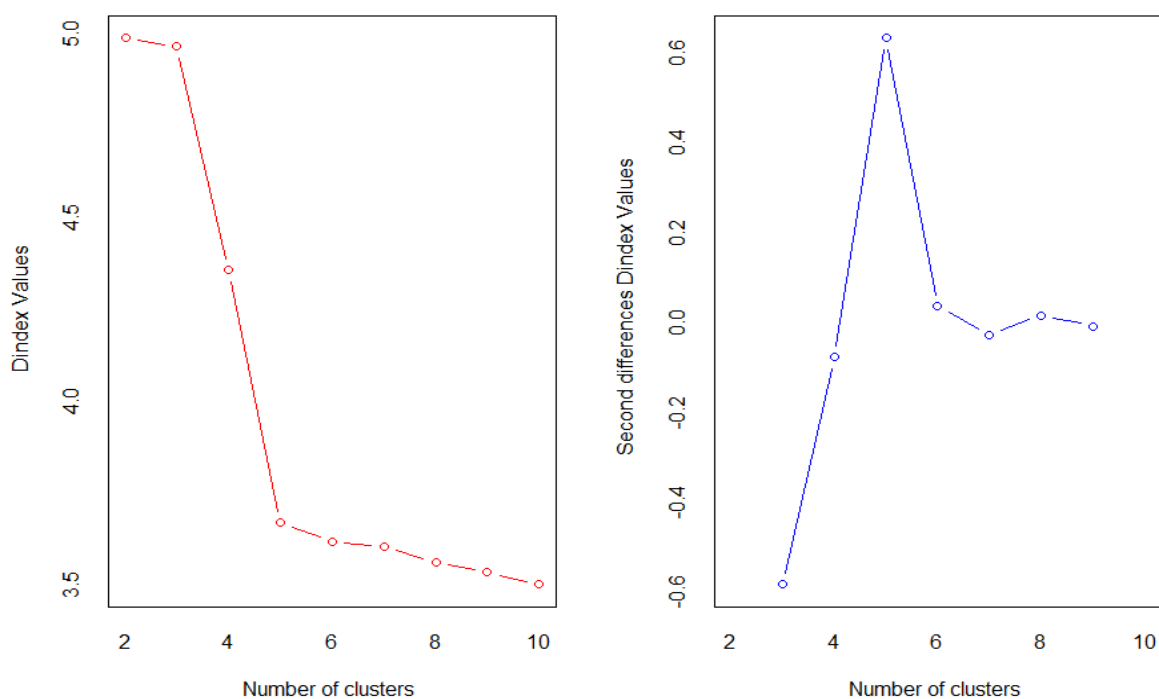 Dindex Values
5.0
4.5
4.0
3.5
2 4 6 8 10
Number of clusters
Second differences Dindex Values
0.6
0.4
0.2
0.0
-0.2
-0.4
-0.6
2 4 6 8 10
Number of clusters